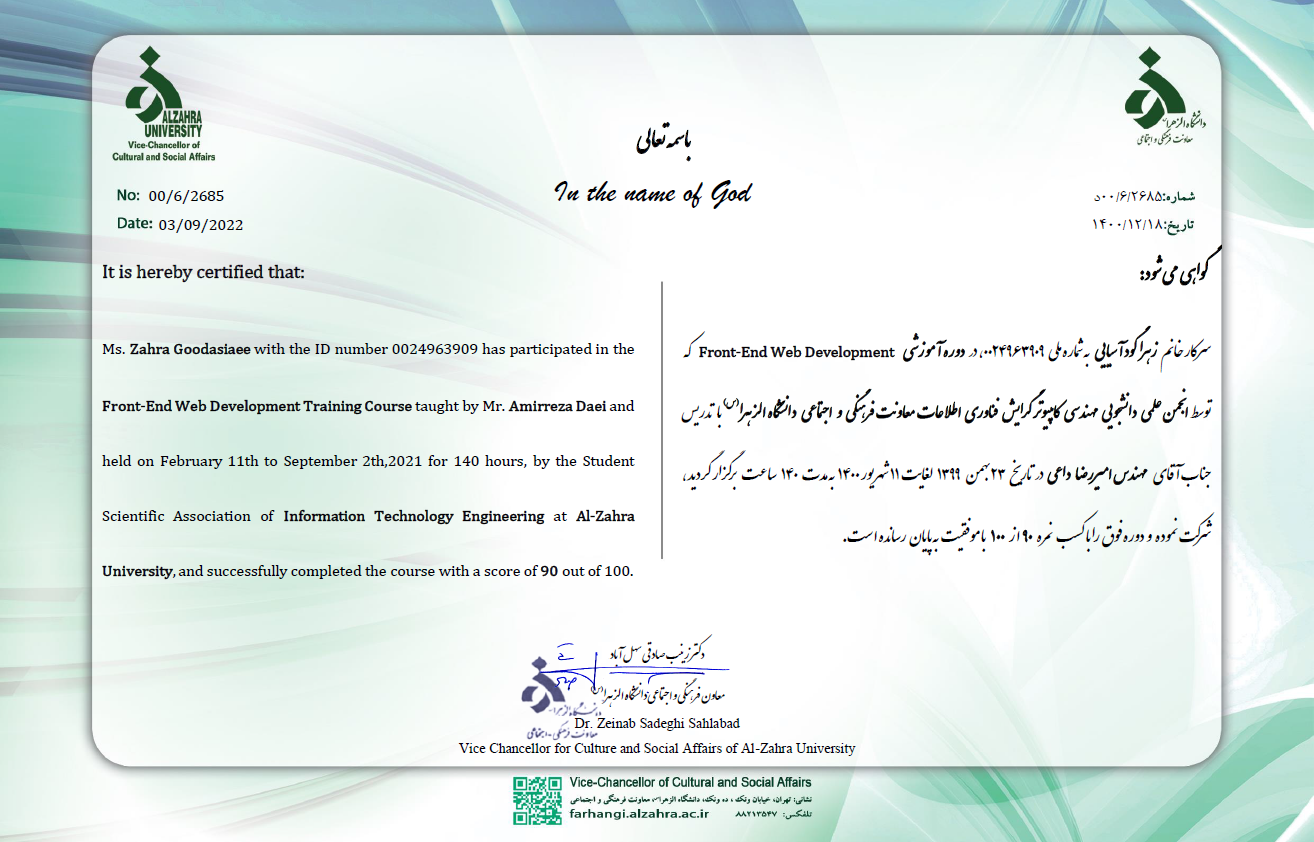 ALZAHRA
UNIVERSITY
Vice-Chancellor of
Cultural and Social Affairs
دانشگاه الزهرا
معاونت فرهنگی و اجتماعی
باسمه تعالی
In the name of God
No: 00/6/2685
Date: 03/09/2022
شماره:۵۰۰/۶/۲۶۸۵
تاریخ:۱۴۰۰/۱۲/۱۸
It is hereby certified that:
Ms. Zahra Goodasiaee with the ID number 0024963909 has participated in the
Front-End Web Development Training Course taught by Mr. Amirreza Daei and
held on February 11th to September 2th,2021 for 140 hours, by the Student
Scientific Association of Information Technology Engineering at Al-Zahra
University, and successfully completed the course with a score of 90 out of 100.
گواهی می شود:
سرکار خانم زهرا گودآسیایی به شماره ملی ۰۰۲۴۹۶۳۹۰۹، در دوره آموزشی Front-End Web Development که
توسط انجمن علمی دانشجویی مهندسی کامپیوتر گرایش فناوری اطلاعات معاونت فرهنگی و اجتماعی دانشگاه الزهرا(س) با تدریس
جناب آقای مهندس امیررضا داعی در تاریخ ۲۳ بهمن ۱۳۹۹ لغایت ۱۱ شهریور ۱۴۰۰ به مدت ۱۴۰ ساعت برگزار گردید،
شرکت نموده و دوره فوق را با کسب نمره ۹۰ از ۱۰۰ با موفقیت به پایان رسانده است.
دکتر زینب صادقی سهل آباد
معاون فرهنگی و اجتماعی دانشگاه الزهرا(س)
دانشگاه الزهرا
معاونت فرهنگی - اجتماعی
Dr. Zeinab Sadeghi Sahlabad
Vice Chancellor for Culture and Social Affairs of Al-Zahra University
Vice-Chancellor of Cultural and Social Affairs
نشانی: تهران، خیابان ونک ، ده ونک، دانشگاه الزهرا، معاونت فرهنگی و اجتماعی
farhangi.alzahra.ac.ir تلفکس: ۸۸۲۱۲۵۴۷